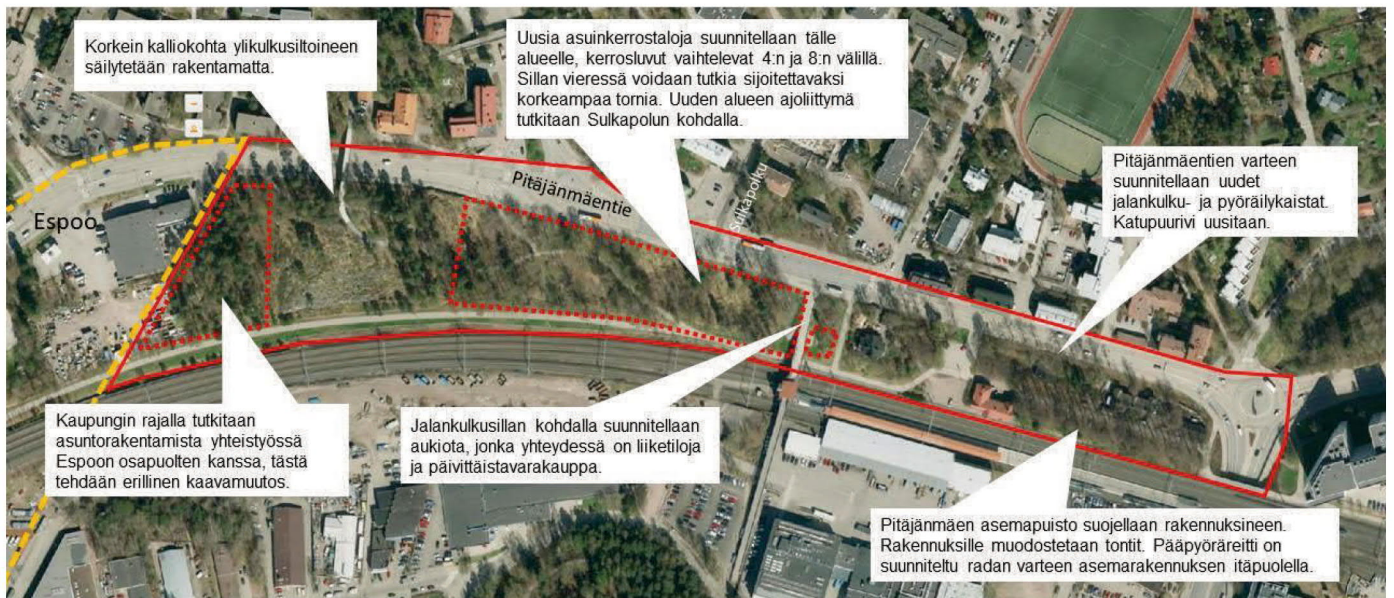 Korkein kalliokohta ylikulkusiltoineen
säilytetään rakentamatta.
Uusia asuinkerrostaloja suunnitellaan tälle
alueelle, kerrosluvut vaihtelevat 4:n ja 8:n välillä.
Sillan vieressä voidaan tutkia sijoitettavaksi
korkeampaa tornia. Uuden alueen ajoliittymä
tutkitaan Sulkapolun kohdalla.
Pitäjänmäentien varteen
suunnitellaan uudet
jalankulku- ja pyöräilykaistat.
Katupuurivi uusitaan.
Espoo
Pitäjänmäentie
Sulkapolku
Kaupungin rajalla tutkitaan
asuntorakentamista yhteistyössä
Espoon osapuolten kanssa, tästä
tehdään erillinen kaavamuutos.
Jalankulkusillan kohdalla suunnitellaan
aukiota, jonka yhteydessä on liiketiloja
ja päivittäistavarakauppa.
Pitäjänmäen asemapuisto suojellaan rakennuksineen.
Rakennuksille muodostetaan tontit. Pääpyöräreitti on
suunniteltu radan varteen asemarakennuksen itäpuolella.